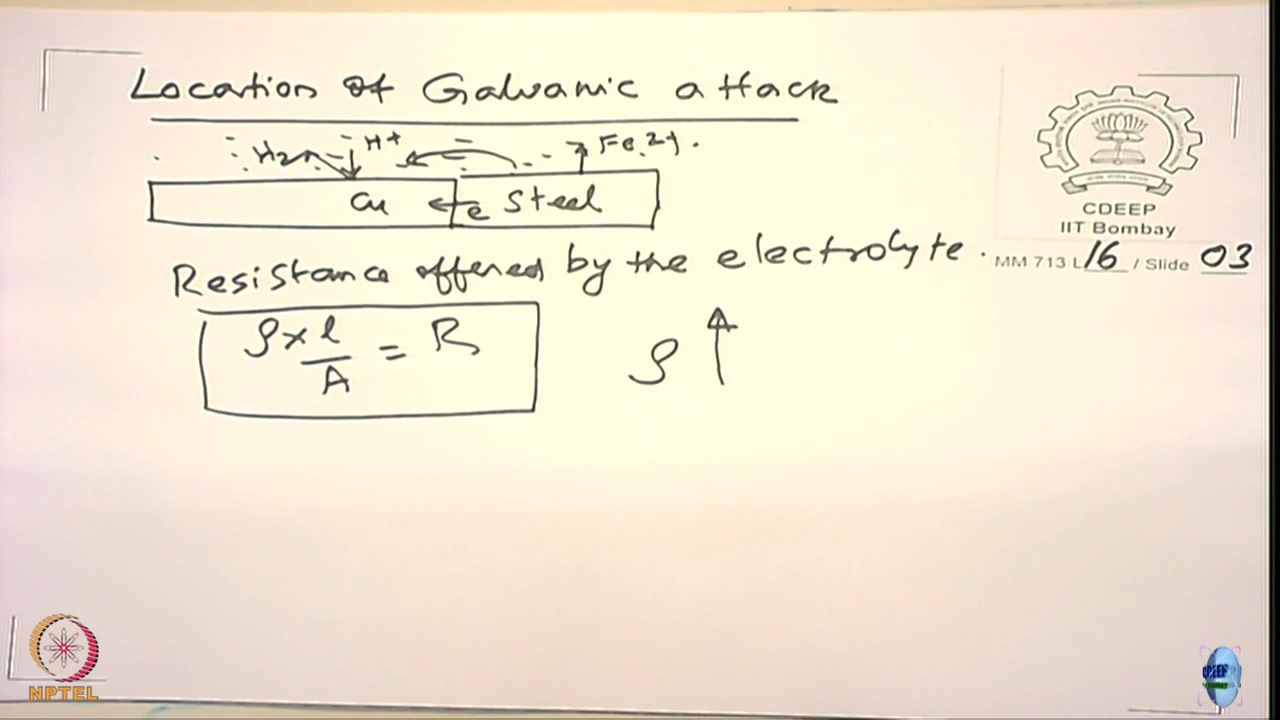 Location of Galvanic attack
H2 H+ Fe2+.
Cu e Steel
Resistance offered by the electrolyte.
ρ × l / A = R
ρ ↑
CDEEP
IIT Bombay
MM 713 L16 / Slide 03
NPTEL
CDEEP